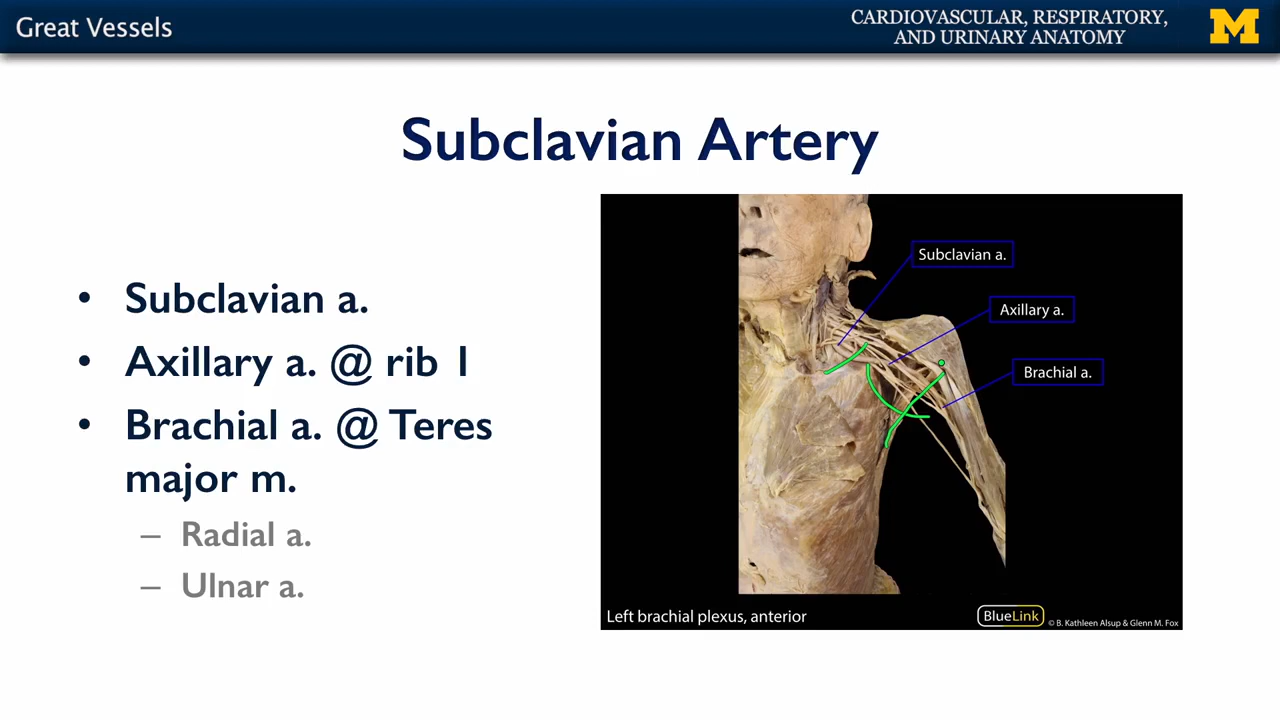 Great Vessels
CARDIOVASCULAR, RESPIRATORY,
AND URINARY ANATOMY
M
Subclavian Artery
• Subclavian a.
• Axillary a. @ rib 1
• Brachial a. @ Teres
major m.
– Radial a.
– Ulnar a.
Subclavian a.
Axillary a.
Brachial a.
Left brachial plexus, anterior
BlueLink
© B. Kathleen Alsup & Glenn M. Fox